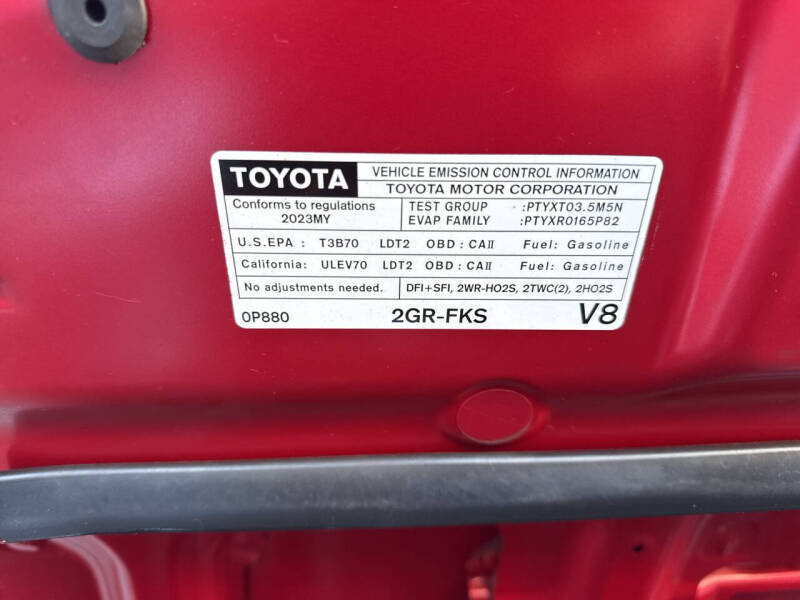 TOYOTA VEHICLE EMISSION CONTROL INFORMATION
TOYOTA MOTOR CORPORATION
Conforms to regulations 2023MY
TEST GROUP :PTYXT03.5M5N
EVAP FAMILY :PTYXR0165P82
U.S.EPA : T3B70 LDT2 OBD : CAII Fuel: Gasoline
California: ULEV70 LDT2 OBD : CAII Fuel: Gasoline
No adjustments needed. DFI+SFI, 2WR-HO2S, 2TWC(2), 2HO2S
0P880 2GR-FKS V8